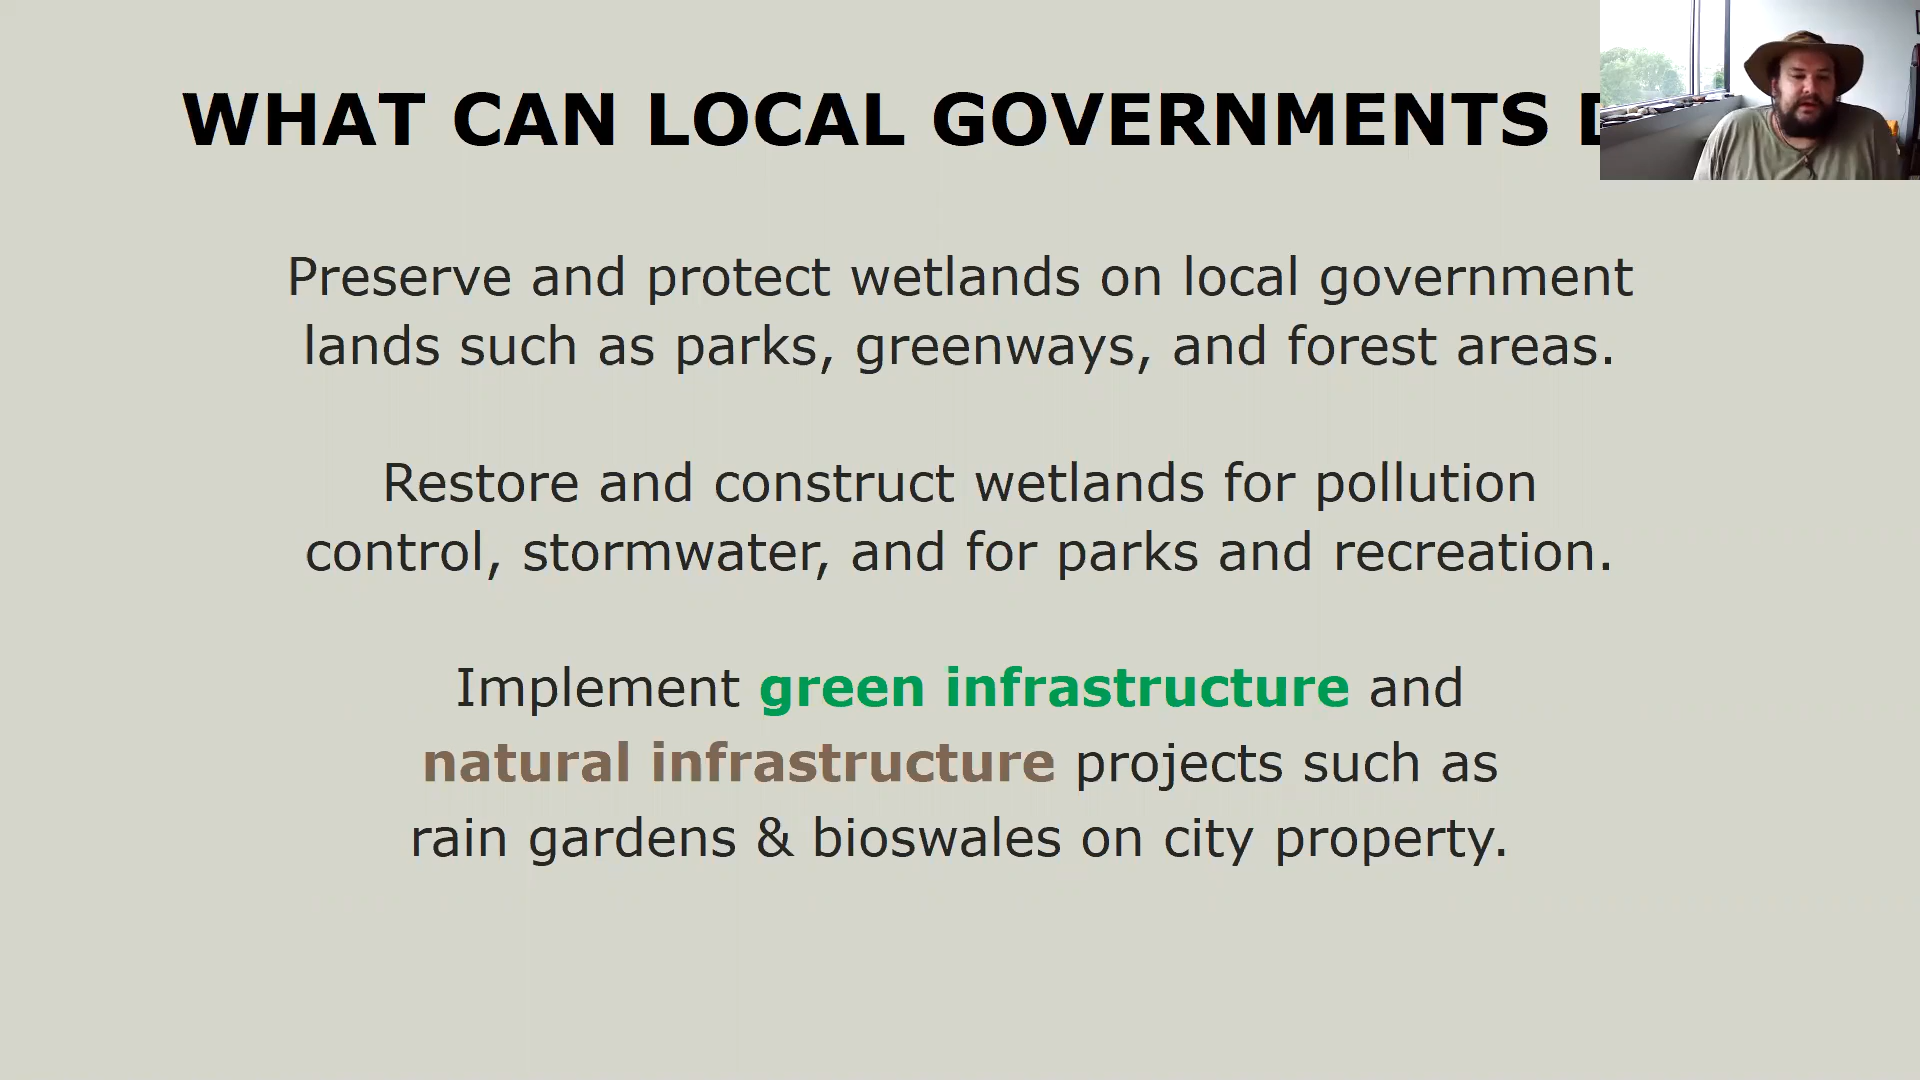 WHAT CAN LOCAL GOVERNMENTS
Preserve and protect wetlands on local government
lands such as parks, greenways, and forest areas.
Restore and construct wetlands for pollution
control, stormwater, and for parks and recreation.
Implement green infrastructure and
natural infrastructure projects such as
rain gardens & bioswales on city property.